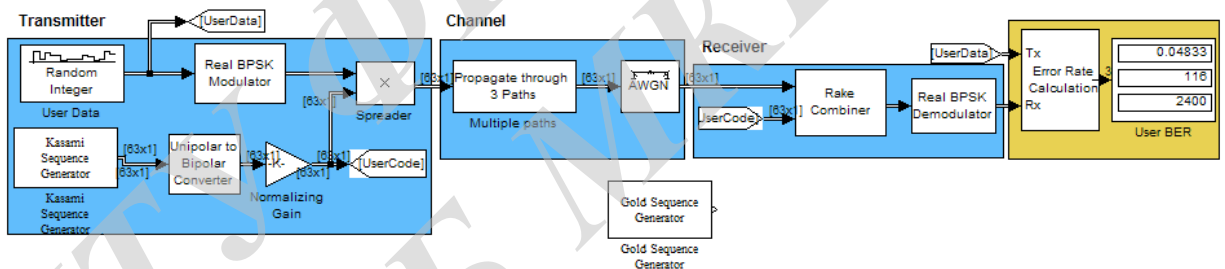 Transmitter
[UserData]
Random
Integer
User Data
Real BPSK
Modulator
×
Spreader
[63x1]
[63x1]
Kasami
Sequence
Generator
Kasami
Sequence
Generator
[63x1]
[63x1]
Unipolar to
Bipolar
Converter
[63x1]
-K-
Normalizing
Gain
[63x1]
[63x1]
[UserCode]
Channel
Propagate through
3 Paths
Multiple paths
[63x1]
AWGN
[63x1]
Receiver
UserCode]
[63x1]
Rake
Combiner
Real BPSK
Demodulator
[UserData]
Tx
Rx
Error Rate
Calculation
3
0.04833
116
2400
User BER
Gold Sequence
Generator
Gold Sequence
Generator